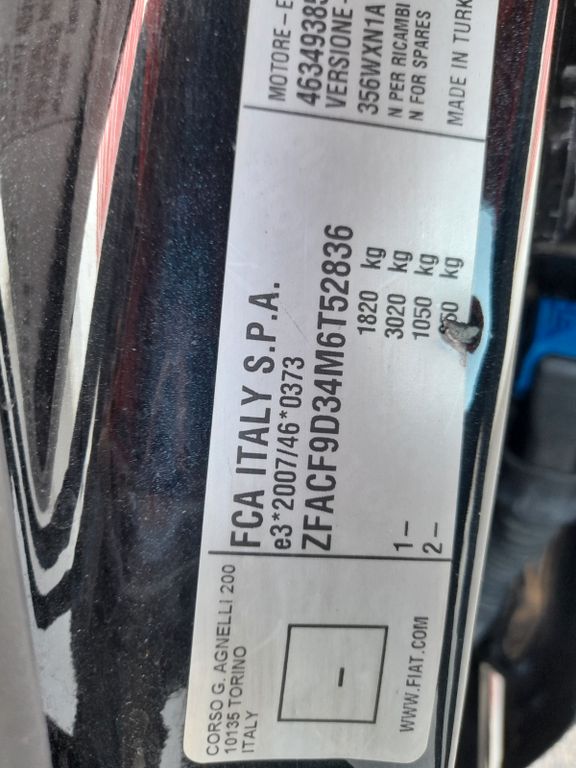 CORSO G. AGNELLI 200
10135 TORINO
ITALY
-
WWW.FIAT.COM
FCA ITALY S.P.A.
e3*2007/46*0373
ZFACF9D34M6T52836
1820 kg
3020 kg
1– 1050 kg
2– kg
MOTORE–E
VERSIONE–
356WXN1A
N PER RICAMBI
N FOR SPARES
MADE IN TURK